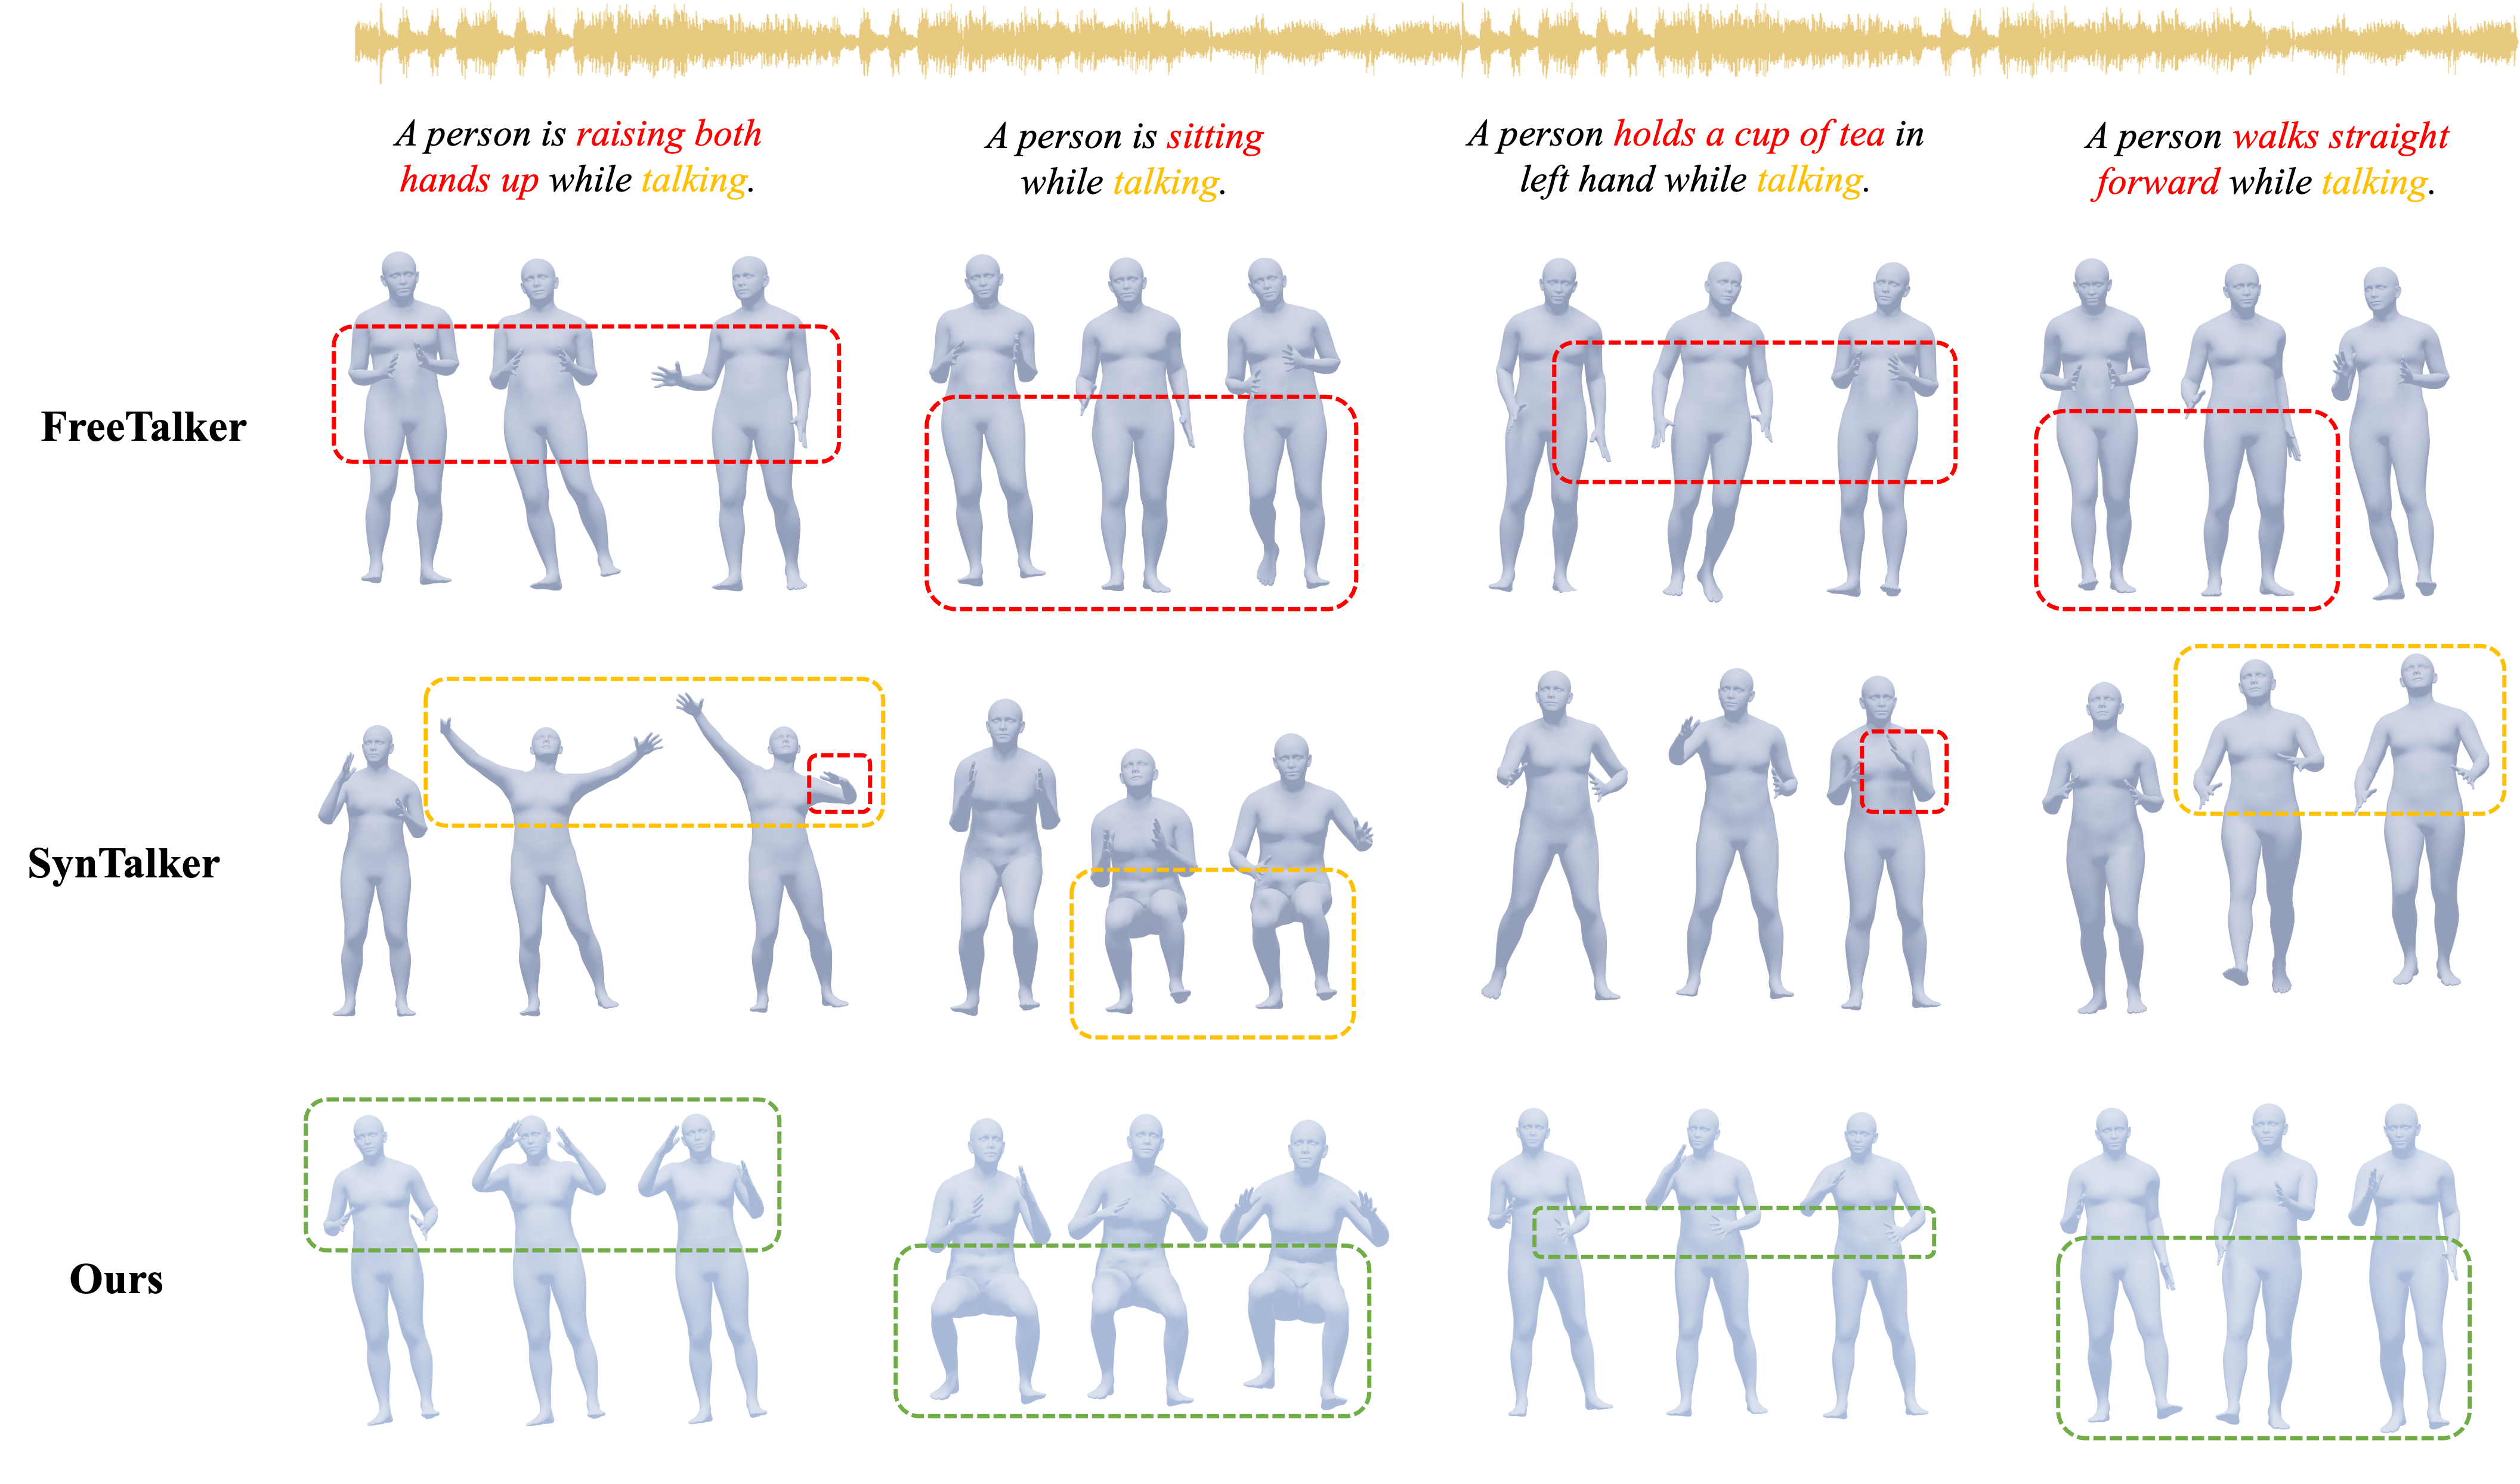 A person is raising both
hands up while talking.
A person is sitting
while talking.
A person holds a cup of tea in
left hand while talking.
A person walks straight
forward while talking.
FreeTalker
SynTalker
Ours